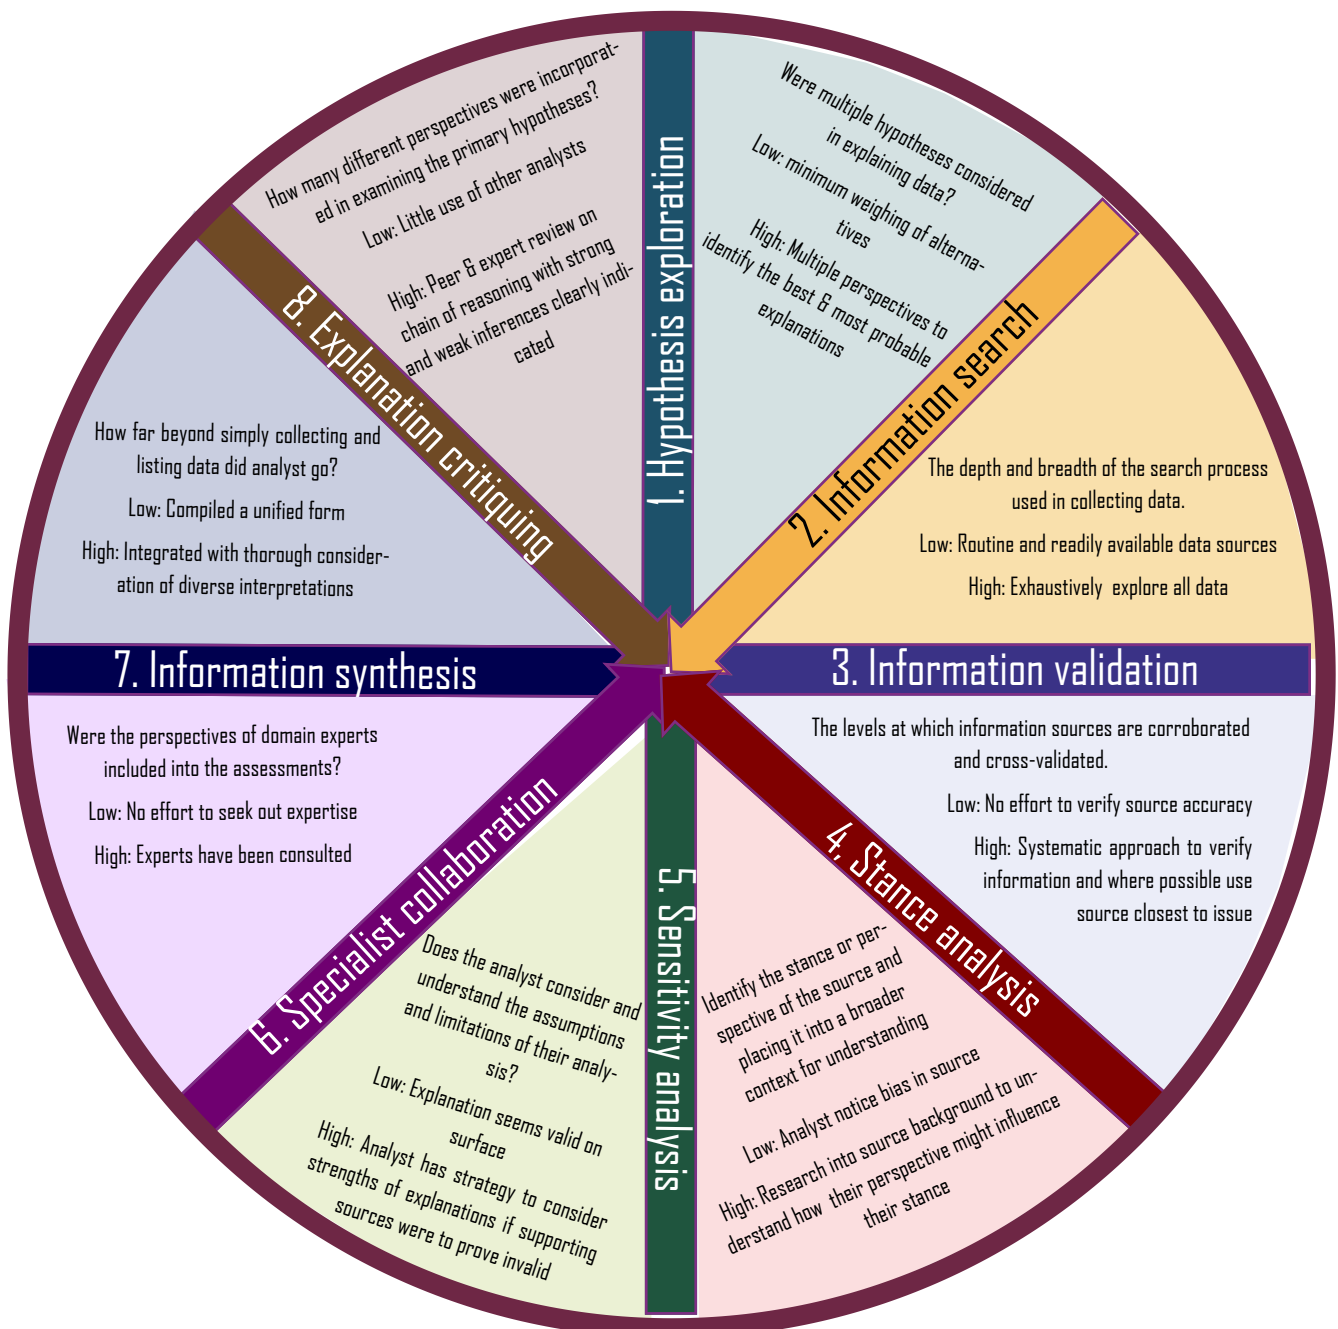 1. Hypothesis exploration
Were multiple hypotheses considered
in explaining data?
Low: minimum weighing of alterna-
tives
High: Multiple perspectives to
identify the best & most probable
explanations
2. Information search
The depth and breadth of the search process
used in collecting data.
Low: Routine and readily available data sources
High: Exhaustively explore all data
3. Information validation
The levels at which information sources are corroborated
and cross-validated.
Low: No effort to verify source accuracy
High: Systematic approach to verify
information and where possible use
source closest to issue
4, Stance analysis
Identify the stance or per-
spective of the source and
placing it into a broader
context for understanding
Low: Analyst notice bias in source
High: Research into source background to un-
derstand how their perspective might influence
their stance
5. Sensitivity analysis
Does the analyst consider and
understand the assumptions
and limitations of their analy-
sis?
Low: Explanation seems valid on
surface
High: Analyst has strategy to consider
strengths of explanations if supporting
sources were to prove invalid
6. Specialist collaboration
Were the perspectives of domain experts
included into the assessments?
Low: No effort to seek out expertise
High: Experts have been consulted
7. Information synthesis
How far beyond simply collecting and
listing data did analyst go?
Low: Compiled a unified form
High: Integrated with thorough consider-
ation of diverse interpretations
8. Explanation critiquing
How many different perspectives were incorporat-
ed in examining the primary hypotheses?
Low: Little use of other analysts
High: Peer & expert review on
chain of reasoning with strong
and weak inferences clearly indi-
cated